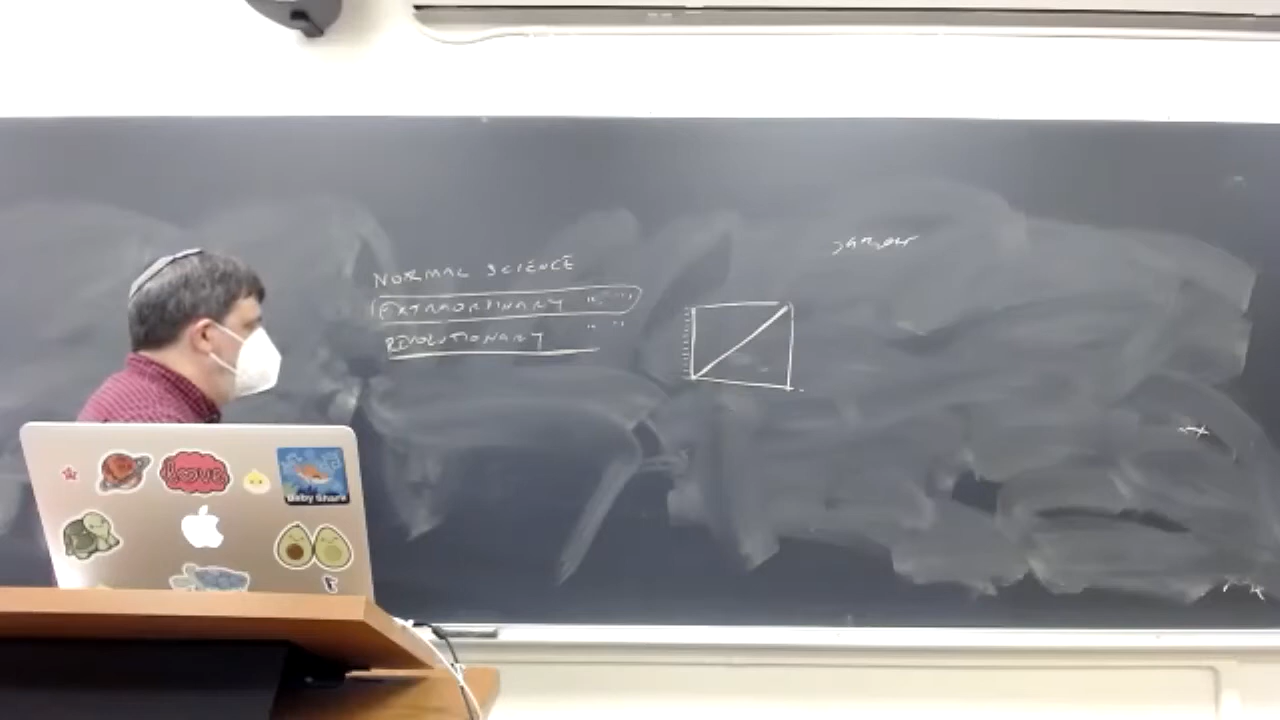 NORMAL SCIENCE
EXTRAORDINARY " "
REVOLUTIONARY " "
love
Baby Shark